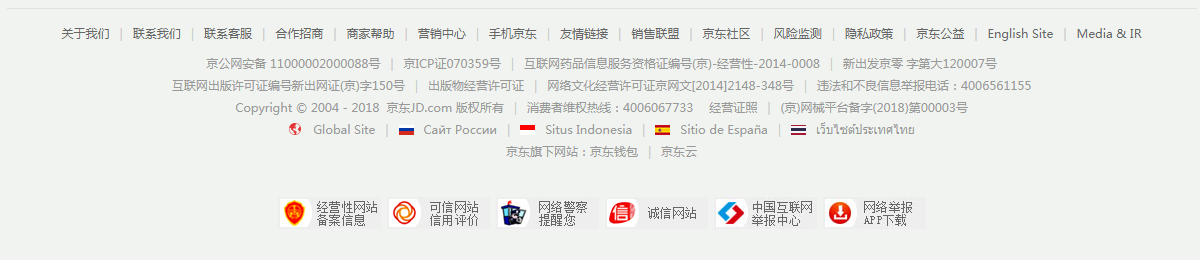 关于我们 | 联系我们 | 联系客服 | 合作招商 | 商家帮助 | 营销中心 | 手机京东 | 友情链接 | 销售联盟 | 京东社区 | 风险监测 | 隐私政策 | 京东公益 | English Site | Media & IR
京公网安备 11000002000088号 | 京ICP证070359号 | 互联网药品信息服务资格证编号(京)-经营性-2014-0008 | 新出发京零 字第大120007号
互联网出版许可证编号新出网证(京)字150号 | 出版物经营许可证 | 网络文化经营许可证京网文[2014]2148-348号 | 违法和不良信息举报电话：4006561155
Copyright © 2004 - 2018 京东JD.com 版权所有 | 消费者维权热线：4006067733 经营证照 | (京)网械平台备字(2018)第00003号
Global Site | Сайт России | Situs Indonesia | Sitio de España | เว็บไซต์ประเทศไทย
京东旗下网站：京东钱包 | 京东云
经营性网站
备案信息
可信网站
信用评价
网络警察
提醒您
诚信网站
中国互联网
举报中心
网络举报
APP下载